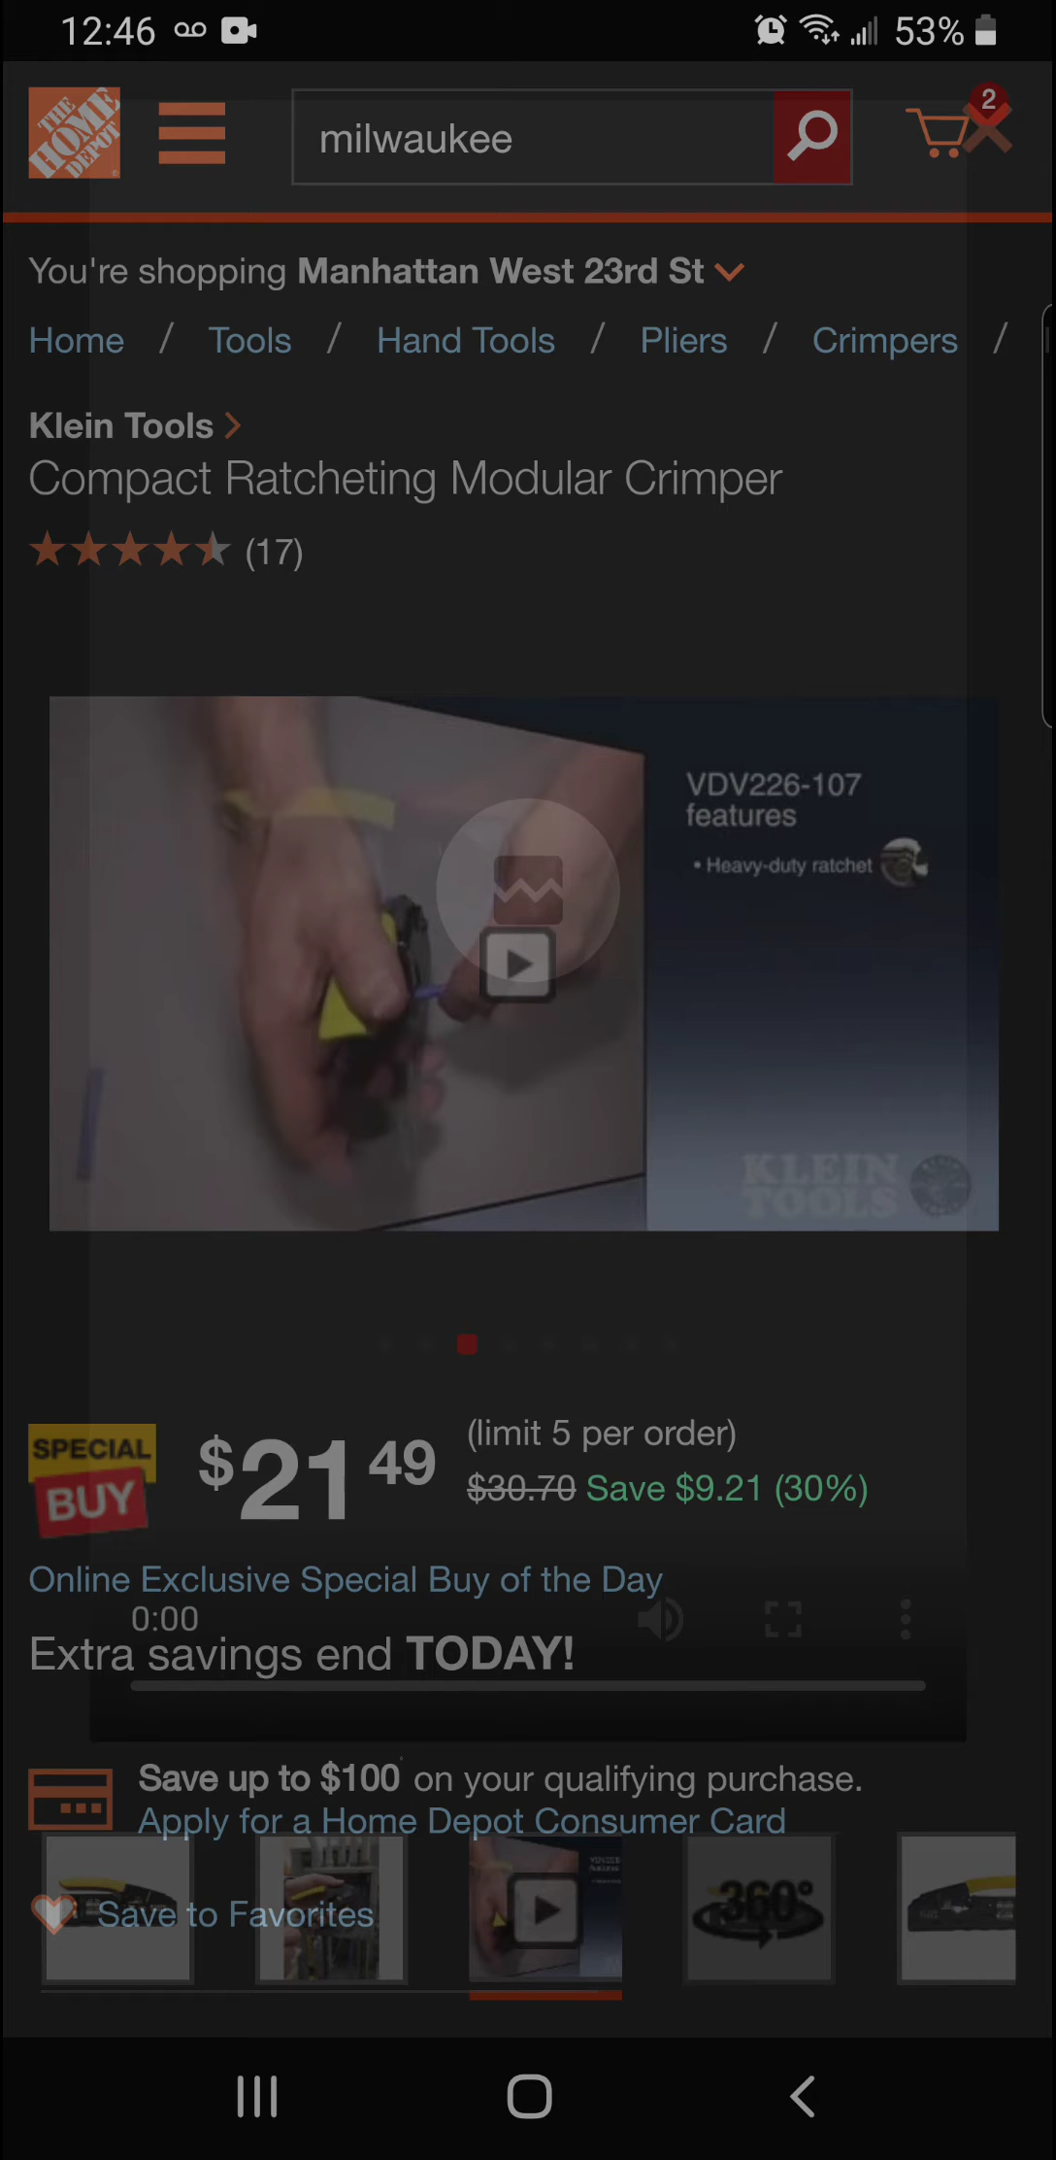 12:46
53%
THE HOME DEPOT
milwaukee
2
You're shopping Manhattan West 23rd St
Home / Tools / Hand Tools / Pliers / Crimpers /
Klein Tools
Compact Ratcheting Modular Crimper
(17)
VDV226-107
features
• Heavy-duty ratchet
KLEIN
TOOLS
SPECIAL
BUY
$21 49
(limit 5 per order)
$30.70 Save $9.21 (30%)
Online Exclusive Special Buy of the Day
0:00
Extra savings end TODAY!
Save up to $100 on your qualifying purchase.
Apply for a Home Depot Consumer Card
Save to Favorites
360°